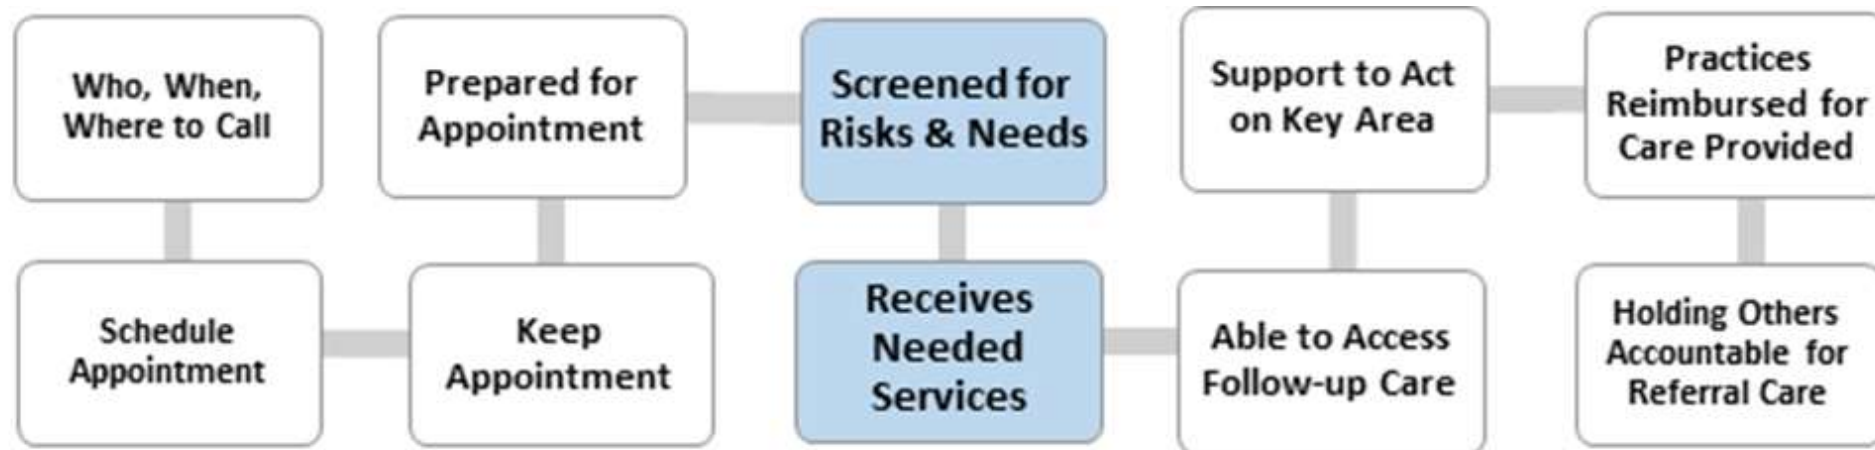 Who, When,
Where to Call
Schedule
Appointment
Keep
Appointment
Prepared for
Appointment
Screened for
Risks & Needs
Receives
Needed
Services
Able to Access
Follow-up Care
Support to Act
on Key Area
Practices
Reimbursed for
Care Provided
Holding Others
Accountable for
Referral Care